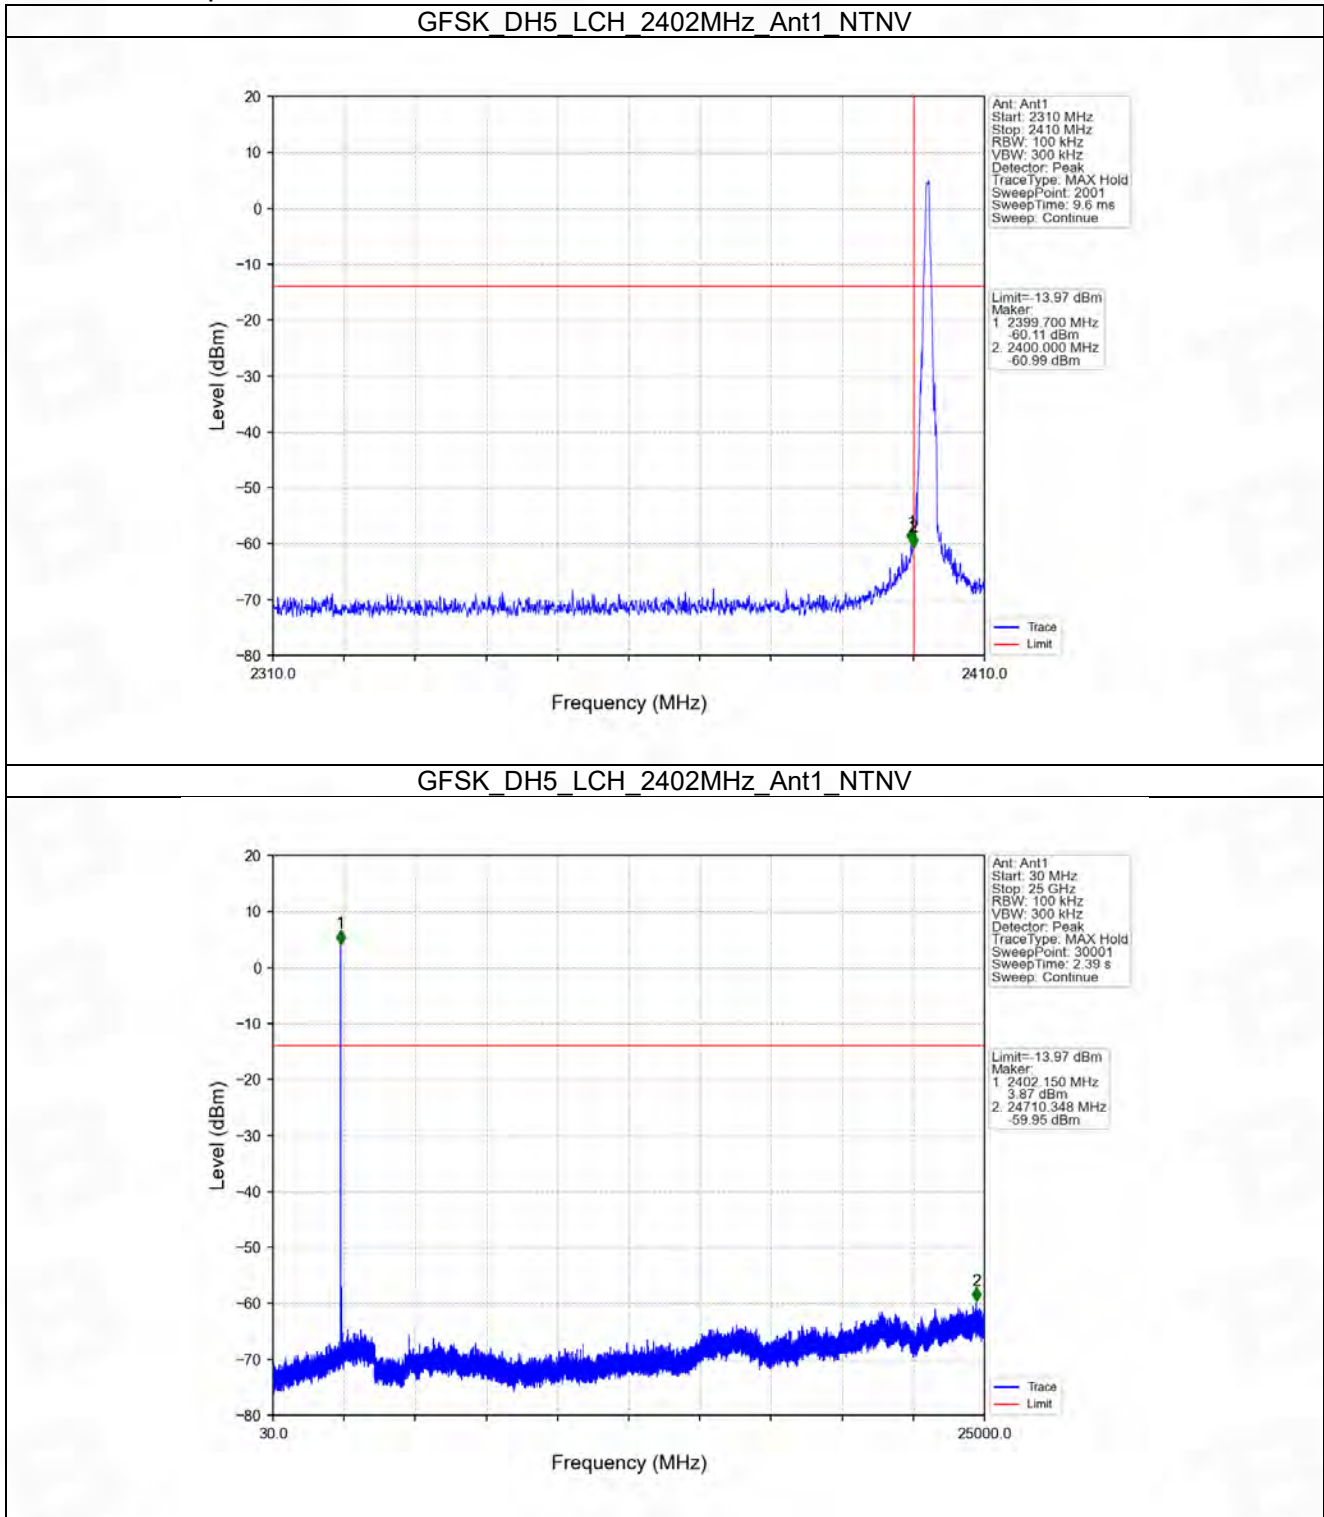 GFSK_DH5_LCH_2402MHz_Ant1_NTNV
20
10
0
−10
−20
−30
−40
−50
−60
−70
−80
Level (dBm)
2310.0
2410.0
Frequency (MHz)
1
2
Ant: Ant1
Start: 2310 MHz
Stop: 2410 MHz
RBW: 100 kHz
VBW: 300 kHz
Detector: Peak
TraceType: MAX Hold
SweepPoint: 2001
SweepTime: 9.6 ms
Sweep: Continue
Limit=-13.97 dBm
Maker:
1. 2399.700 MHz
-60.11 dBm
2. 2400.000 MHz
-60.99 dBm
Trace
Limit
GFSK_DH5_LCH_2402MHz_Ant1_NTNV
20
10
0
−10
−20
−30
−40
−50
−60
−70
−80
Level (dBm)
30.0
25000.0
Frequency (MHz)
1
2
Ant: Ant1
Start: 30 MHz
Stop: 25 GHz
RBW: 100 kHz
VBW: 300 kHz
Detector: Peak
TraceType: MAX Hold
SweepPoint: 30001
SweepTime: 2.39 s
Sweep: Continue
Limit=-13.97 dBm
Maker:
1. 2402.150 MHz
3.87 dBm
2. 24710.348 MHz
-59.95 dBm
Trace
Limit